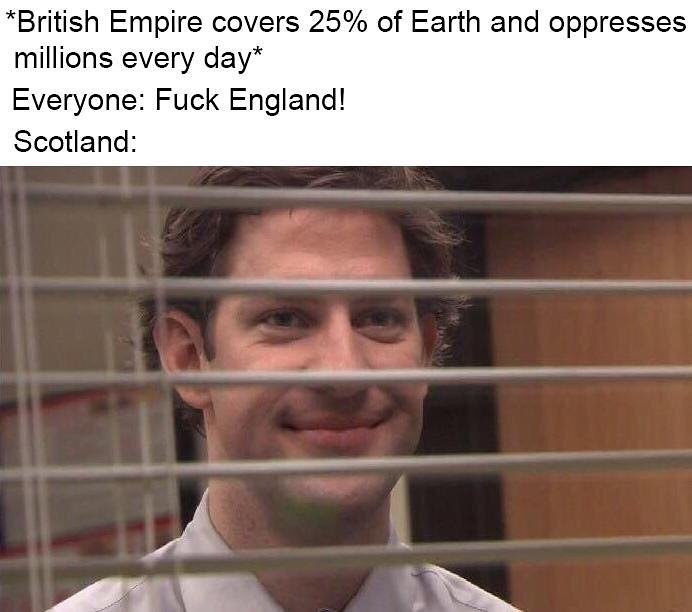 *British Empire covers 25% of Earth and oppresses
millions every day*
Everyone: Fuck England!
Scotland: